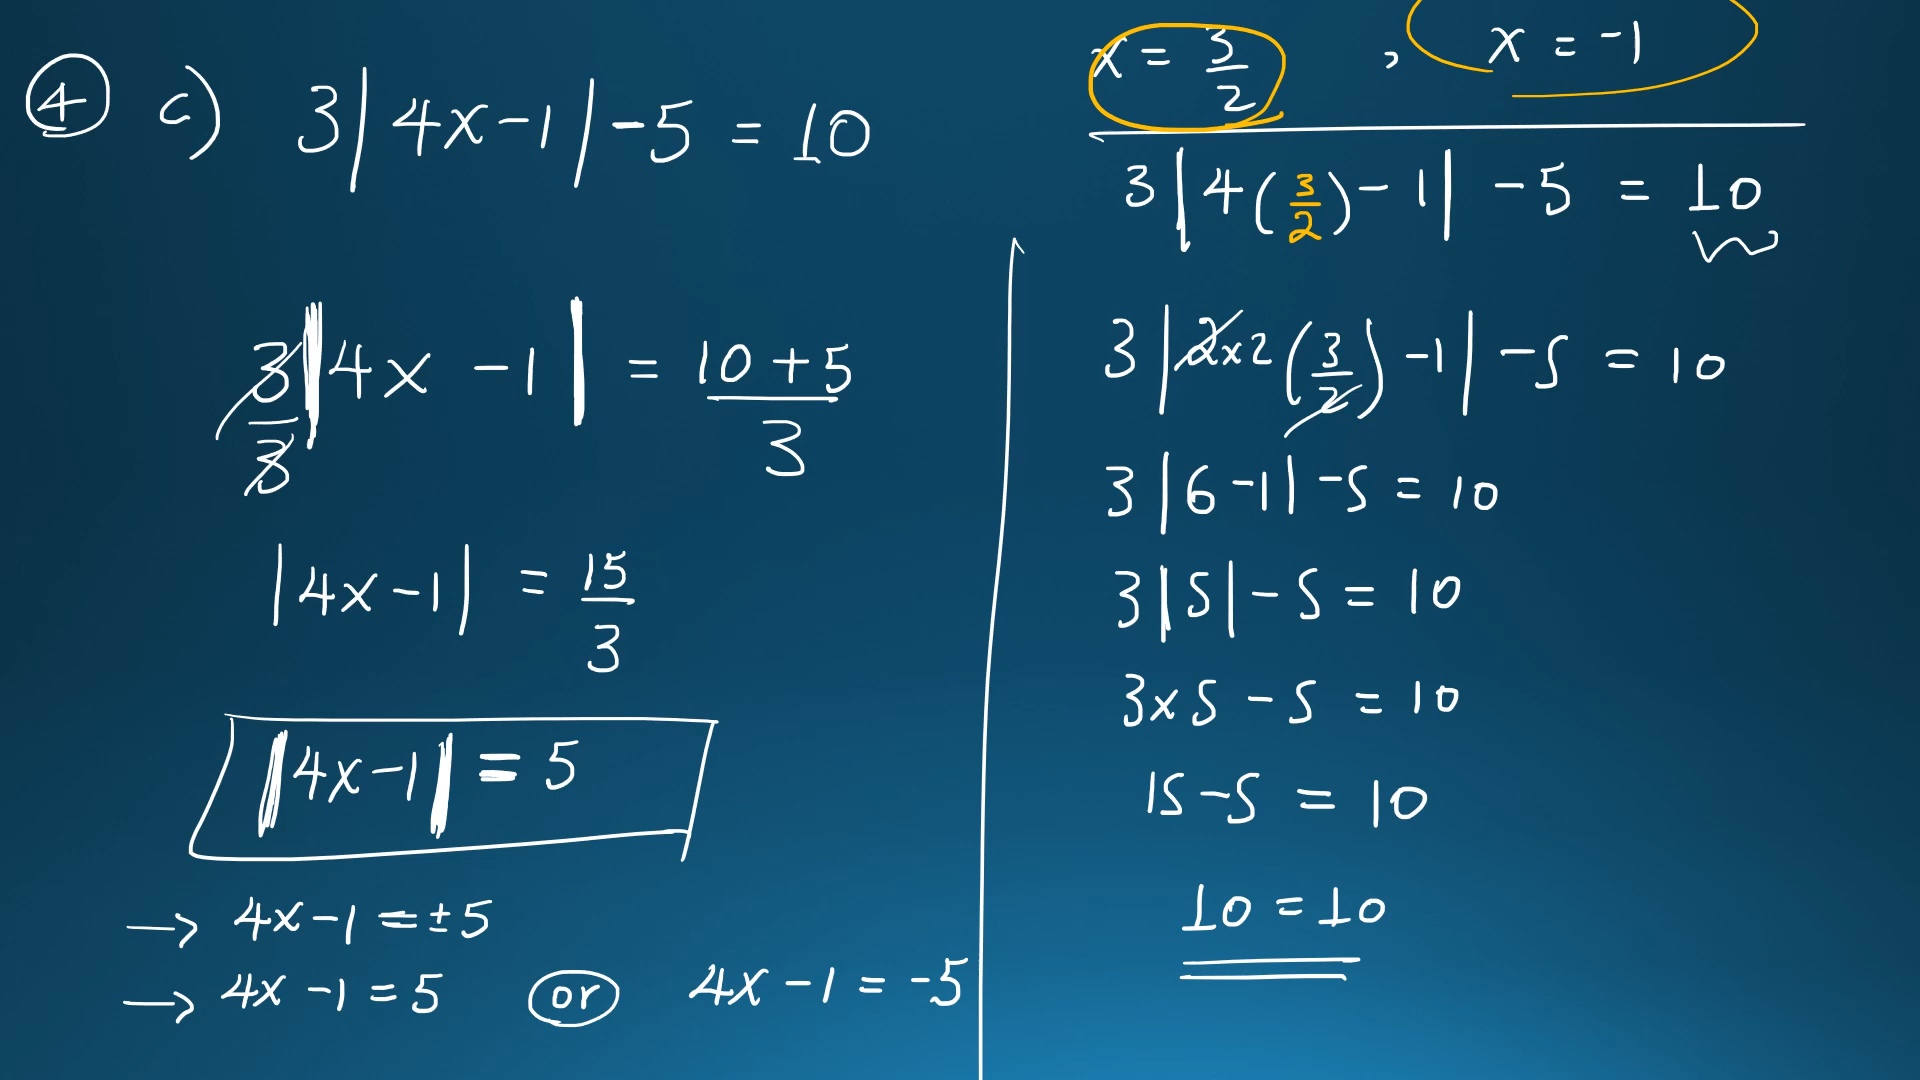 ④ c) 3|4x-1|-5 = 10
3/3|4x - 1| = (10+5)/3
|4x-1| = 15/3
|4x-1| = 5
→ 4x-1 = ±5
→ 4x-1 = 5 or 4x-1 = -5
x = 3/2 , x = -1
3|4(3/2)-1| -5 = 10
3|2x2(3/2)-1| -5 = 10
3|6-1| -5 = 10
3|5| - 5 = 10
3x5 - 5 = 10
15-5 = 10
10 = 10